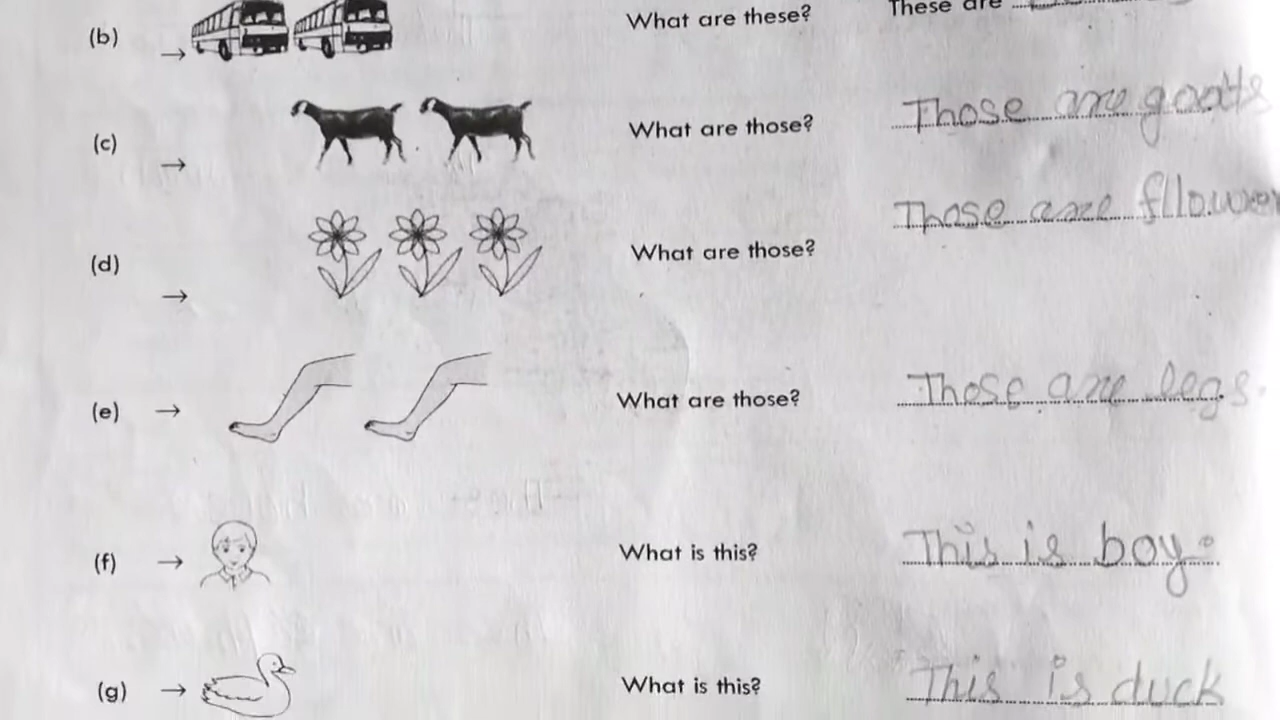 (b) → What are these? These are
(c) → What are those? Those are goats
(d) → What are those? Those are fllower
(e) → What are those? Those are legs.
(f) → What is this? This is boy.
(g) → What is this? This is duck